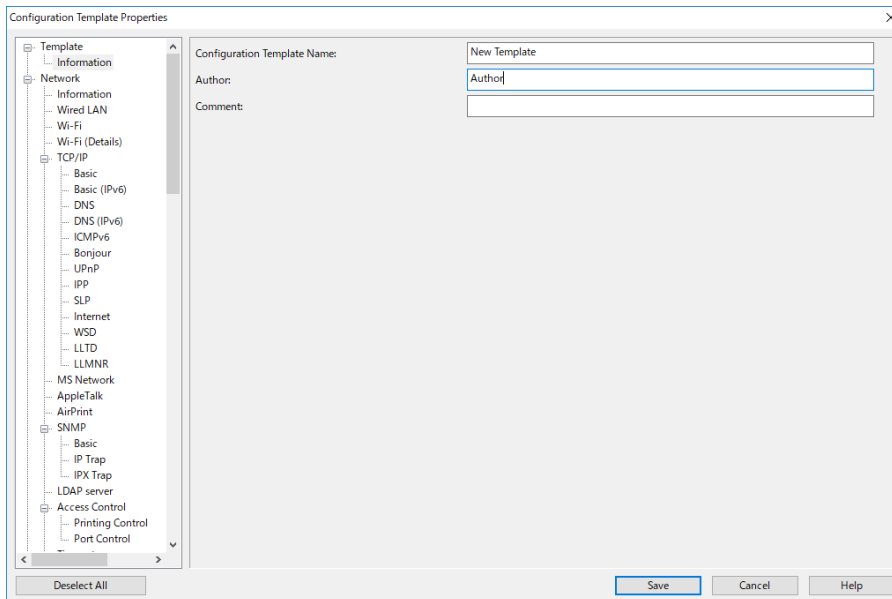 Configuration Template Properties
Template
Information
Network
Information
Wired LAN
Wi-Fi
Wi-Fi (Details)
TCP/IP
Basic
Basic (IPv6)
DNS
DNS (IPv6)
ICMPv6
Bonjour
UPnP
IPP
SLP
Internet
WSD
LLTD
LLMNR
MS Network
AppleTalk
AirPrint
SNMP
Basic
IP Trap
IPX Trap
LDAP server
Access Control
Printing Control
Port Control
Configuration Template Name: New Template
Author: Author
Comment:
Deselect All Save Cancel Help